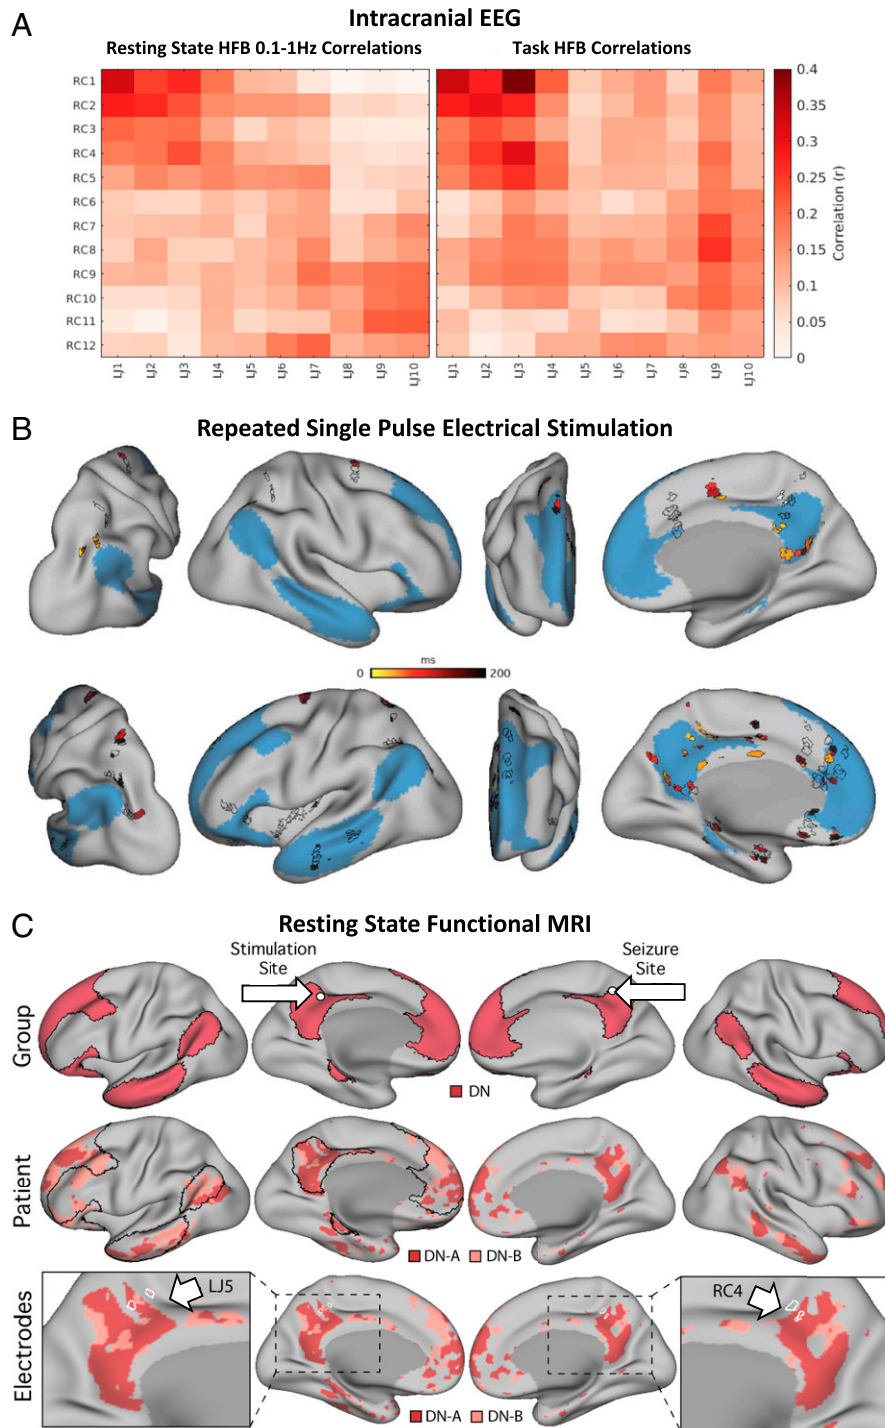 A
Intracranial EEG
Resting State HFB 0.1-1Hz Correlations
Task HFB Correlations
RC1
RC2
RC3
RC4
RC5
RC6
RC7
RC8
RC9
RC10
RC11
RC12
LJ1
LJ2
LJ3
LJ4
LJ5
LJ6
LJ7
LJ8
LJ9
LJ10
LJ1
LJ2
LJ3
LJ4
LJ5
LJ6
LJ7
LJ8
LJ9
LJ10
0.4
0.35
0.3
0.25
0.2
0.15
0.1
0.05
0
Correlation (r)
B
Repeated Single Pulse Electrical Stimulation
ms
0
200
C
Resting State Functional MRI
Stimulation
Site
Seizure
Site
Group
DN
Patient
DN-A DN-B
LJ5
RC4
Electrodes
DN-A DN-B